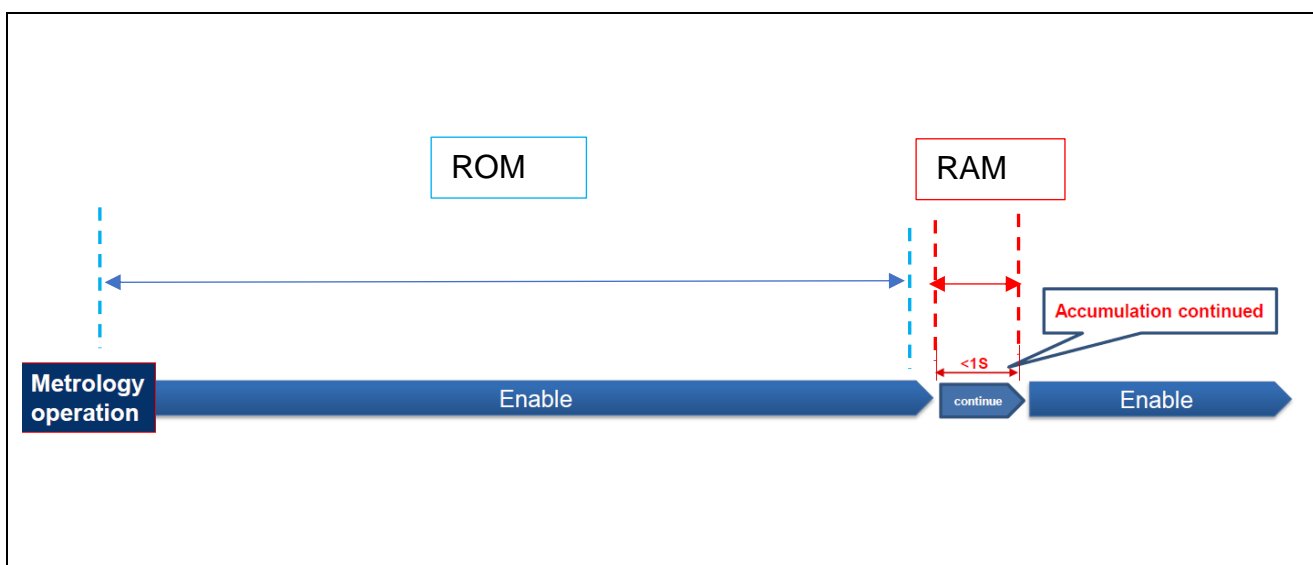 ROM
RAM
Accumulation continued
<1S
Metrology
operation
Enable
continue
Enable